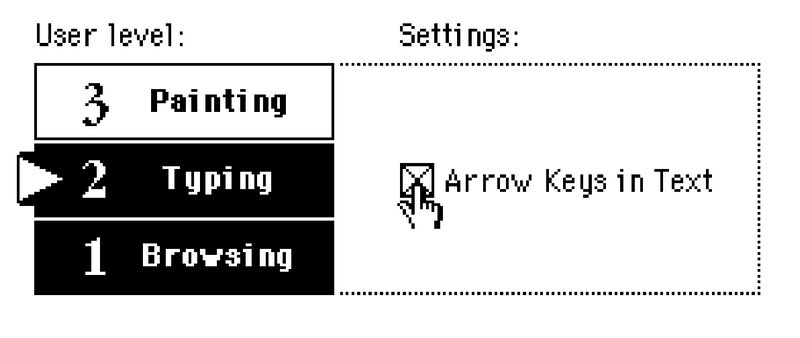 User level:
Settings:
3 Painting
2 Typing
Arrow Keys in Text
1 Browsing